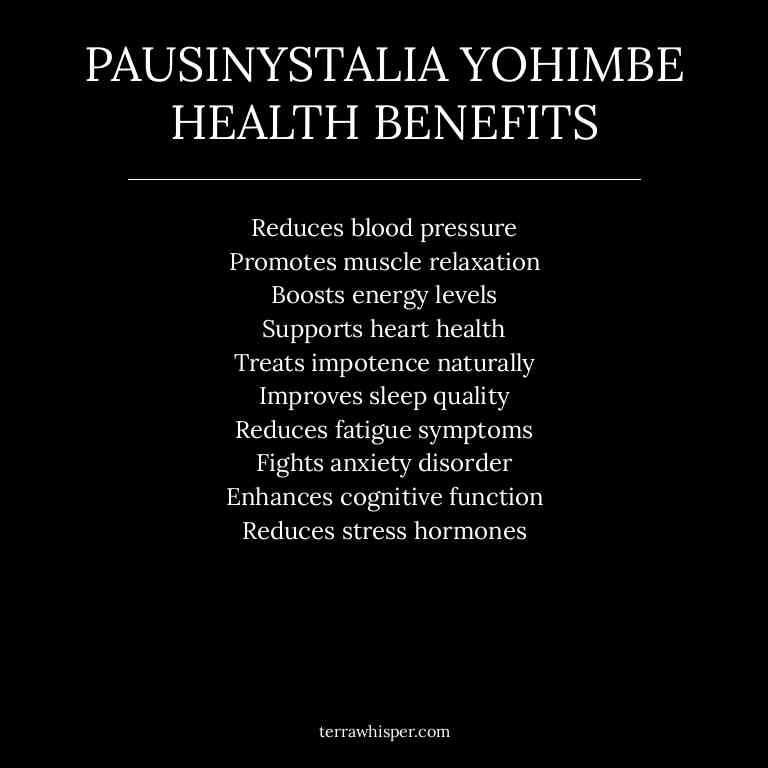 PAUSINYSTALIA YOHIMBE
HEALTH BENEFITS
Reduces blood pressure
Promotes muscle relaxation
Boosts energy levels
Supports heart health
Treats impotence naturally
Improves sleep quality
Reduces fatigue symptoms
Fights anxiety disorder
Enhances cognitive function
Reduces stress hormones
terrawhisper.com